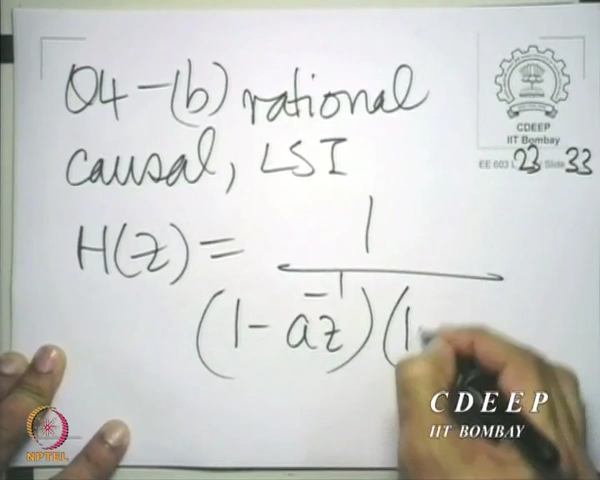 Q4-(b) rational
causal, LSI
H(z) = 1
(1 - az⁻¹)(1
CDEEP
IIT Bombay
EE 603 L 23 / Slide 33
CDEEP
IIT BOMBAY
NPTEL